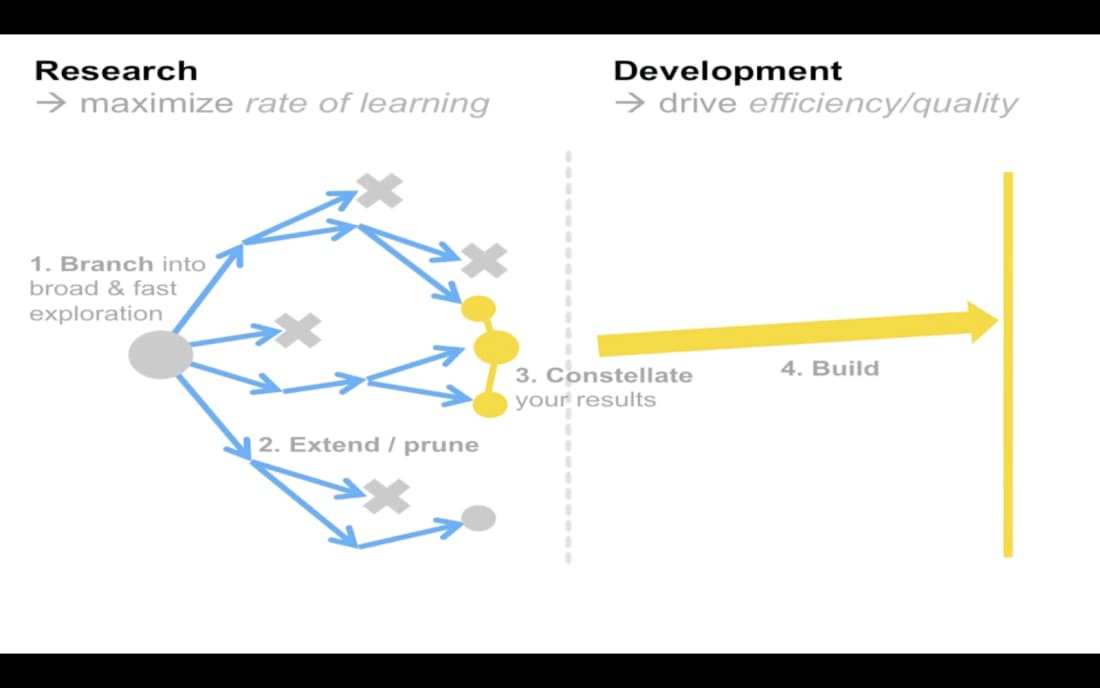 Research
→ maximize rate of learning
Development
→ drive efficiency/quality
1. Branch into
broad & fast
exploration
2. Extend / prune
3. Constellate
your results
4. Build